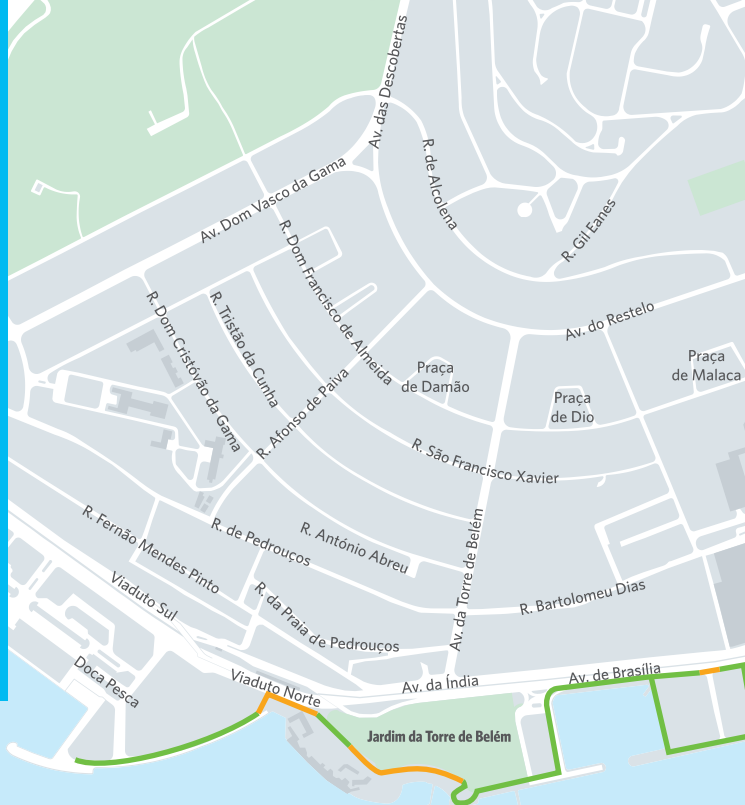 Av. das Descobertas
R. de Alcolena
Av. Dom Vasco da Gama
R. Gil Eanes
R. Dom Francisco de Almeida
R. Dom Cristóvão da Gama
R. Tristão da Cunha
Av. do Restelo
Praça
de Damão
Praça
de Malaca
Praça
de Dio
R. Afonso de Paiva
R. São Francisco Xavier
R. Fernão Mendes Pinto
R. de Pedrouços
R. António Abreu
Av. da Torre de Belém
Viaduto Sul
R. da Praia de Pedrouços
R. Bartolomeu Dias
Doca Pesca
Viaduto Norte
Av. da Índia
Av. de Brasília
Jardim da Torre de Belém